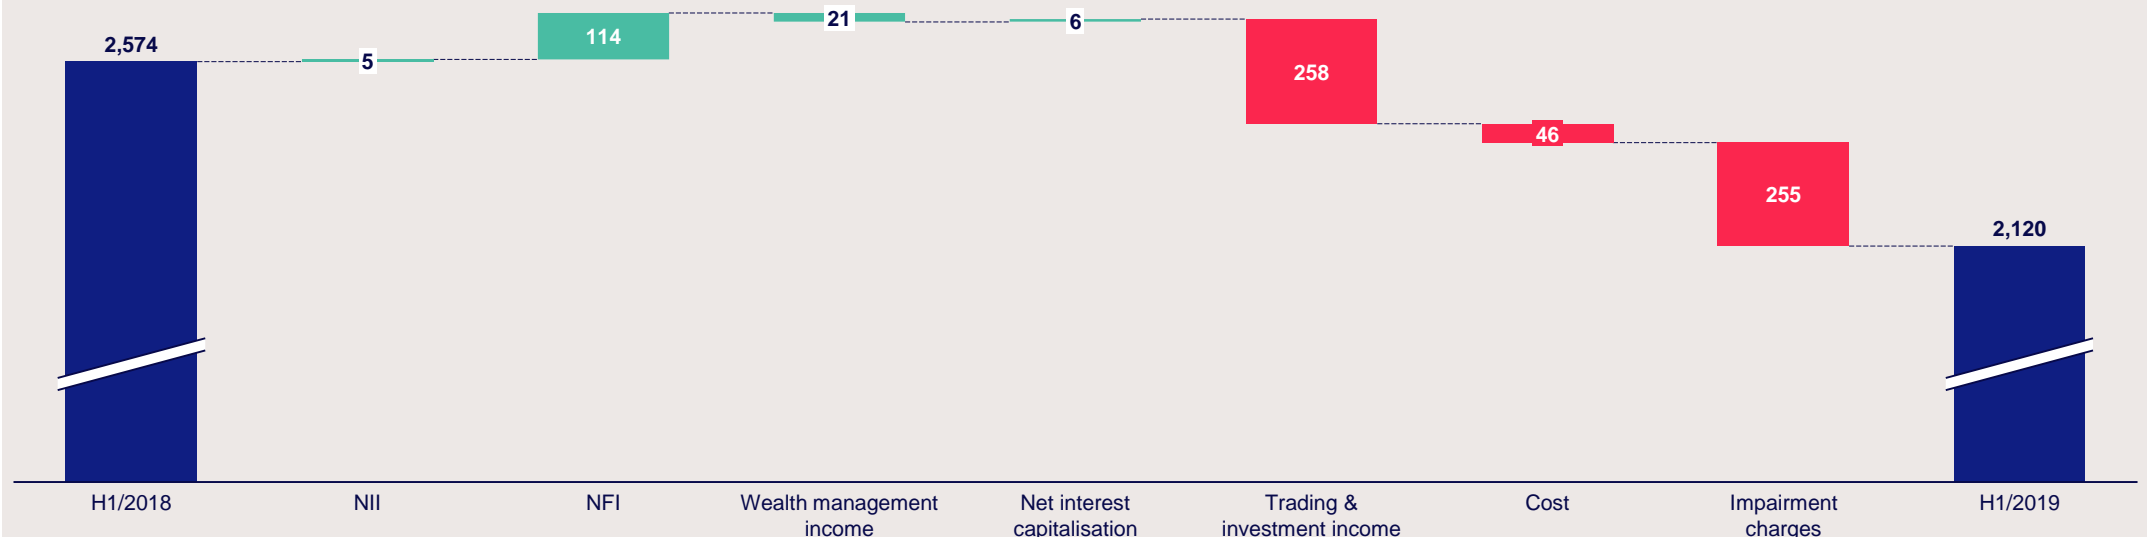 2,574
5
114
21
6
258
46
255
2,120
H1/2018
NII
NFI
Wealth management
income
Net interest
capitalisation
Trading &
investment income
Cost
Impairment
charges
H1/2019